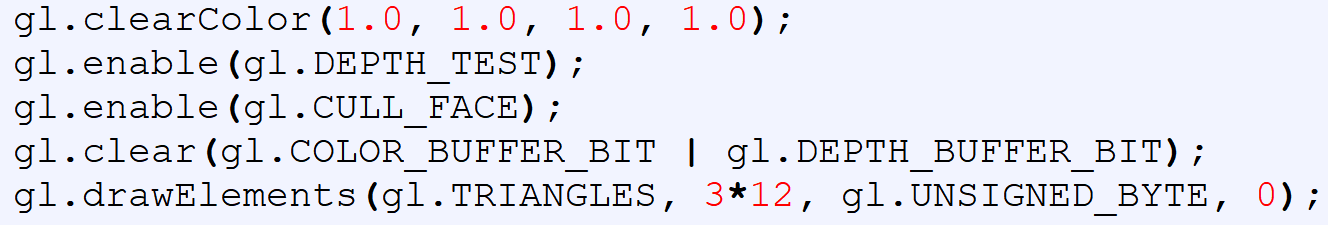 gl.clearColor(1.0, 1.0, 1.0, 1.0);
gl.enable(gl.DEPTH_TEST);
gl.enable(gl.CULL_FACE);
gl.clear(gl.COLOR_BUFFER_BIT | gl.DEPTH_BUFFER_BIT);
gl.drawElements(gl.TRIANGLES, 3*12, gl.UNSIGNED_BYTE, 0);